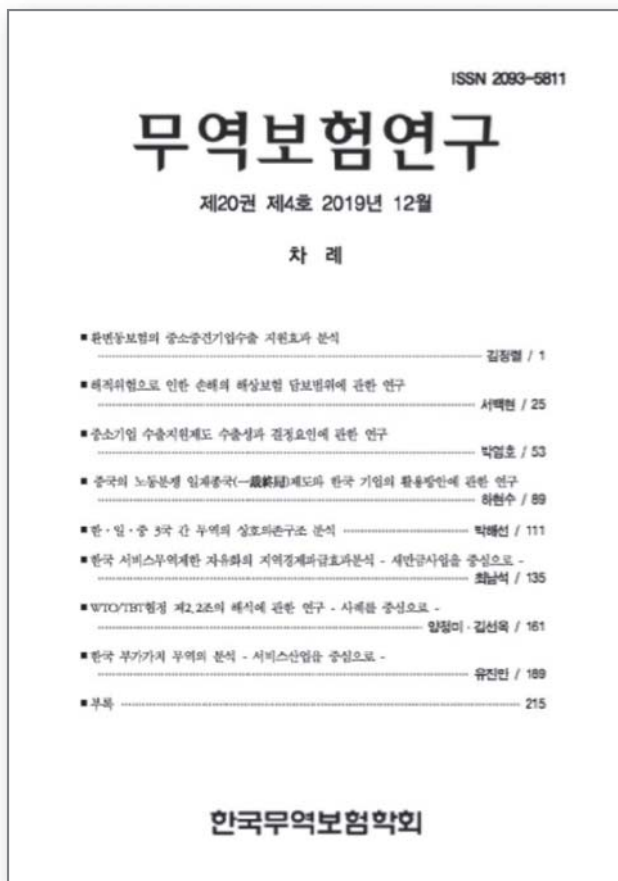 ISSN 2093-5811
무역보험연구
제20권 제4호 2019년 12월
차 례
■ 환변동보험의 중소중견기업수출 지원효과 분석
김정렬 / 1
■ 해적위험으로 인한 손해의 해상보험 담보범위에 관한 연구
서백현 / 25
■ 중소기업 수출지원제도 수출성과 결정요인에 관한 연구
박영호 / 53
■ 중국의 노동분쟁 일재종국(一裁終局)제도와 한국 기업의 활용방안에 관한 연구
하현수 / 89
■ 한·일·중 3국 간 무역의 상호의존구조 분석 박해선 / 111
■ 한국 서비스무역제한 자유화의 지역경제파급효과분석 - 새만금사업을 중심으로 -
최남석 / 135
■ WTO/TBT협정 제2.2조의 해석에 관한 연구 - 사례를 중심으로 -
양정미·김선옥 / 161
■ 한국 부가가치 무역의 분석 - 서비스산업을 중심으로 -
유진만 / 189
■ 부록 215
한국무역보험학회